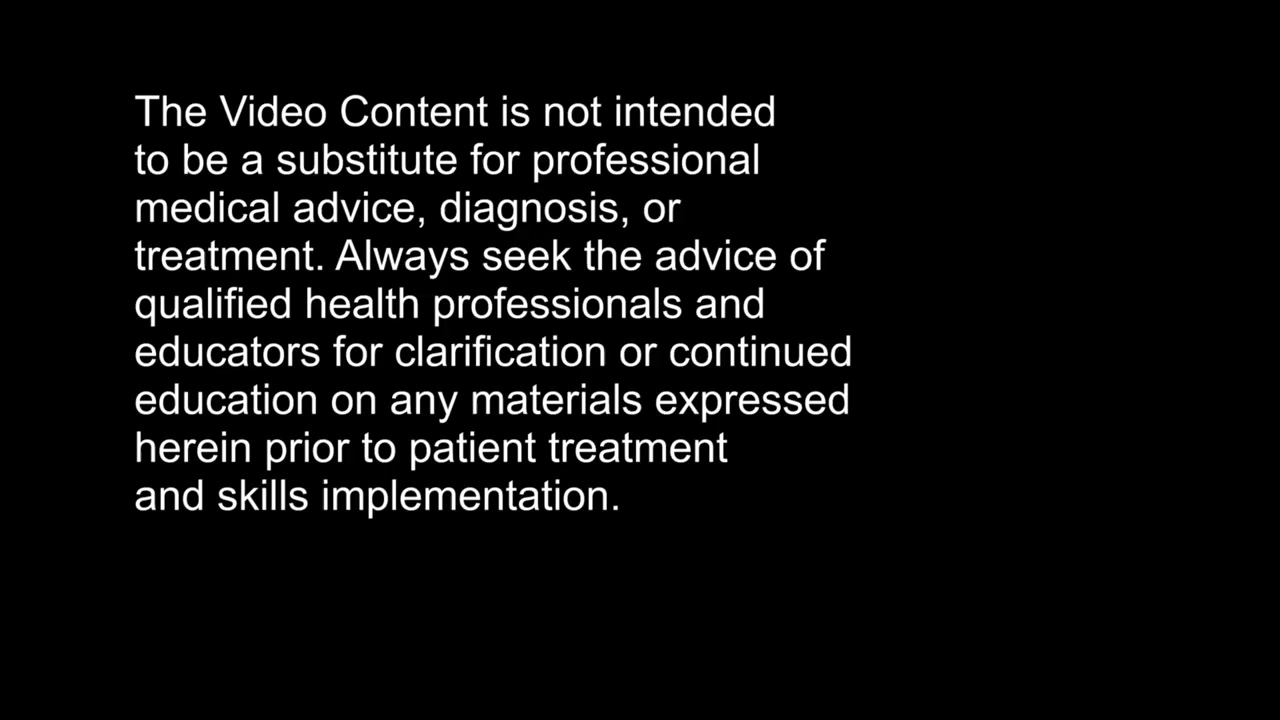 The Video Content is not intended
to be a substitute for professional
medical advice, diagnosis, or
treatment. Always seek the advice of
qualified health professionals and
educators for clarification or continued
education on any materials expressed
herein prior to patient treatment
and skills implementation.